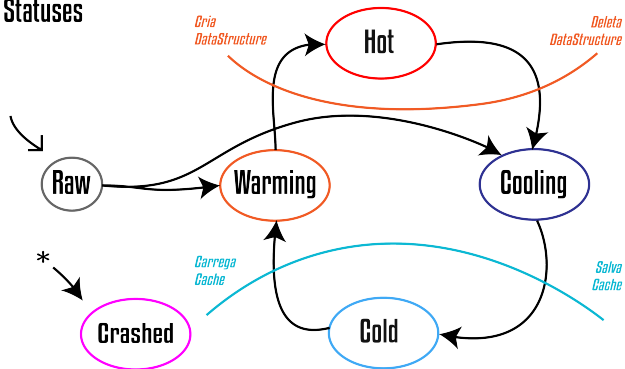 Statuses
Cria
DataStructure
Hot
Deleta
DataStructure
Raw
Warming
Cooling
*
Carrega
Cache
Salva
Cache
Crashed
Cold